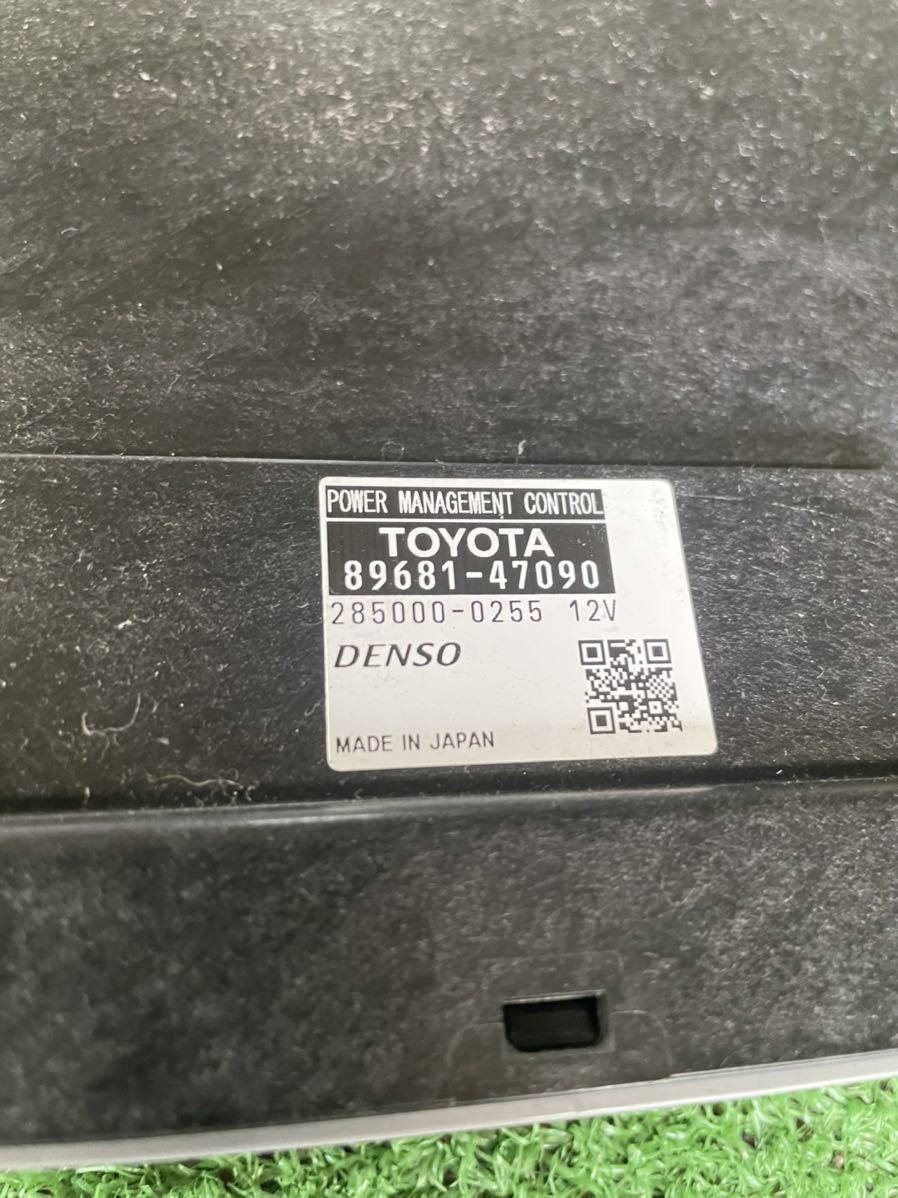 POWER MANAGEMENT CONTROL
TOYOTA
89681-47090
285000-0255 12V
DENSO
MADE IN JAPAN